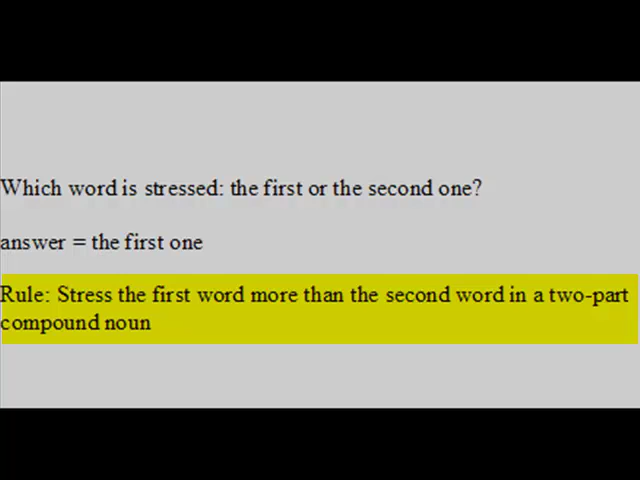 Which word is stressed: the first or the second one?
answer = the first one
Rule: Stress the first word more than the second word in a two-part
compound noun